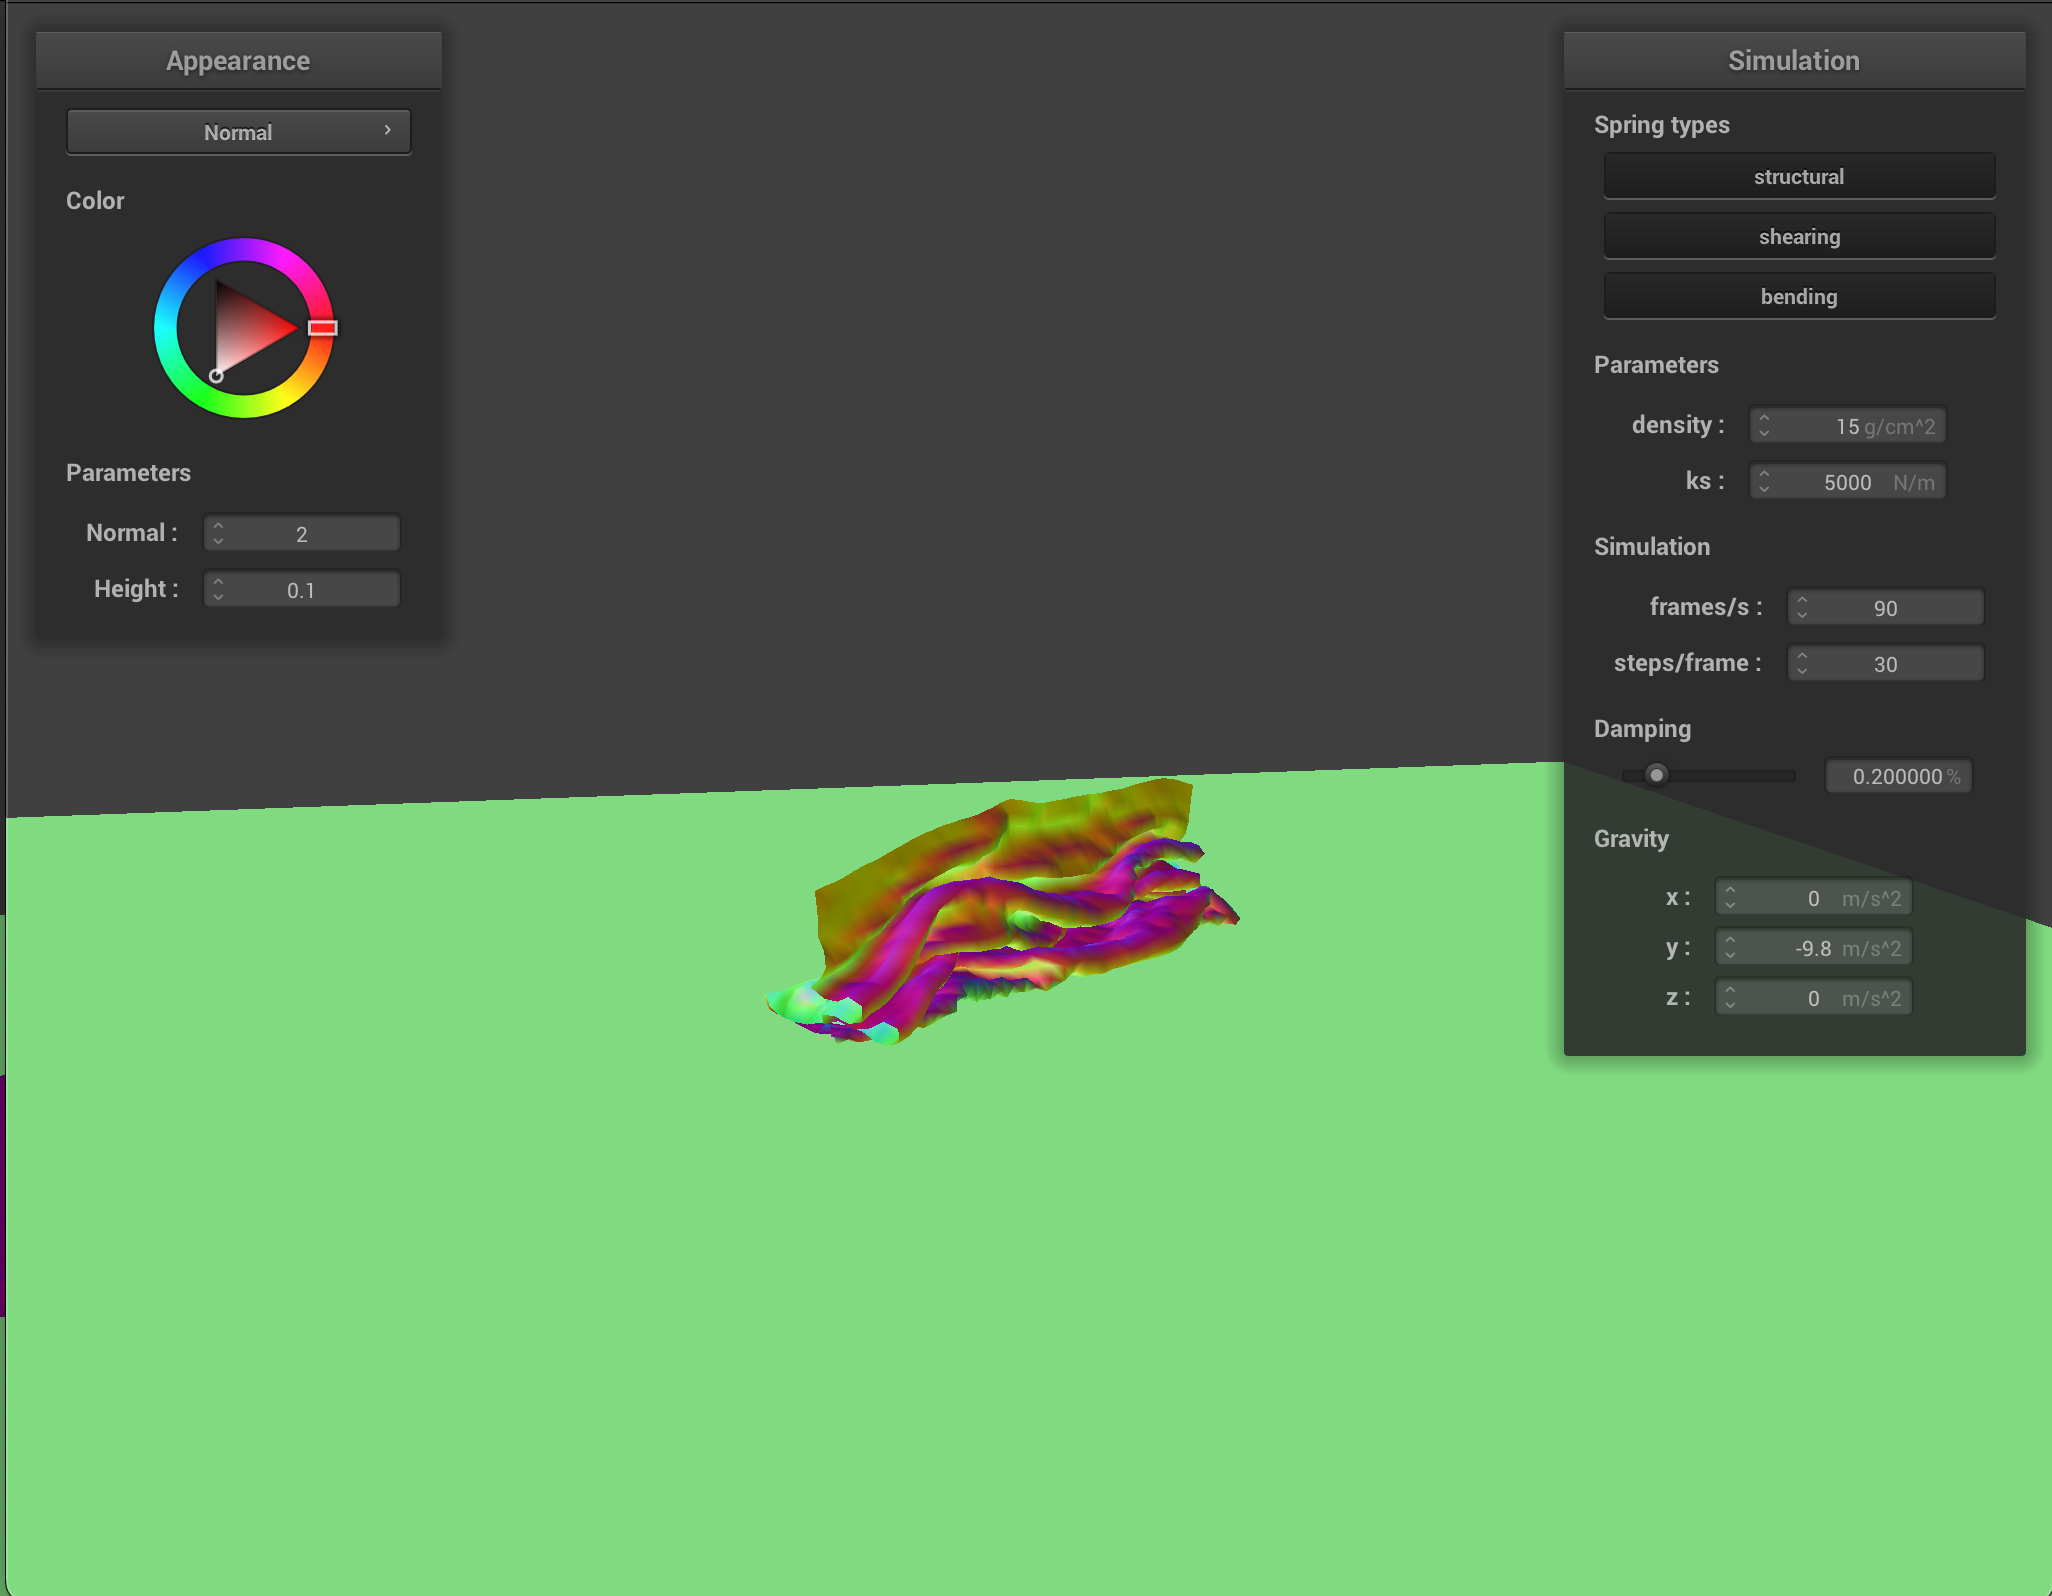 Appearance
Normal
Color
Parameters
Normal : 2
Height : 0.1
Simulation
Spring types
structural
shearing
bending
Parameters
density : 15 g/cm^2
ks : 5000 N/m
Simulation
frames/s : 90
steps/frame : 30
Damping
0.200000 %
Gravity
x : 0 m/s^2
y : -9.8 m/s^2
z : 0 m/s^2